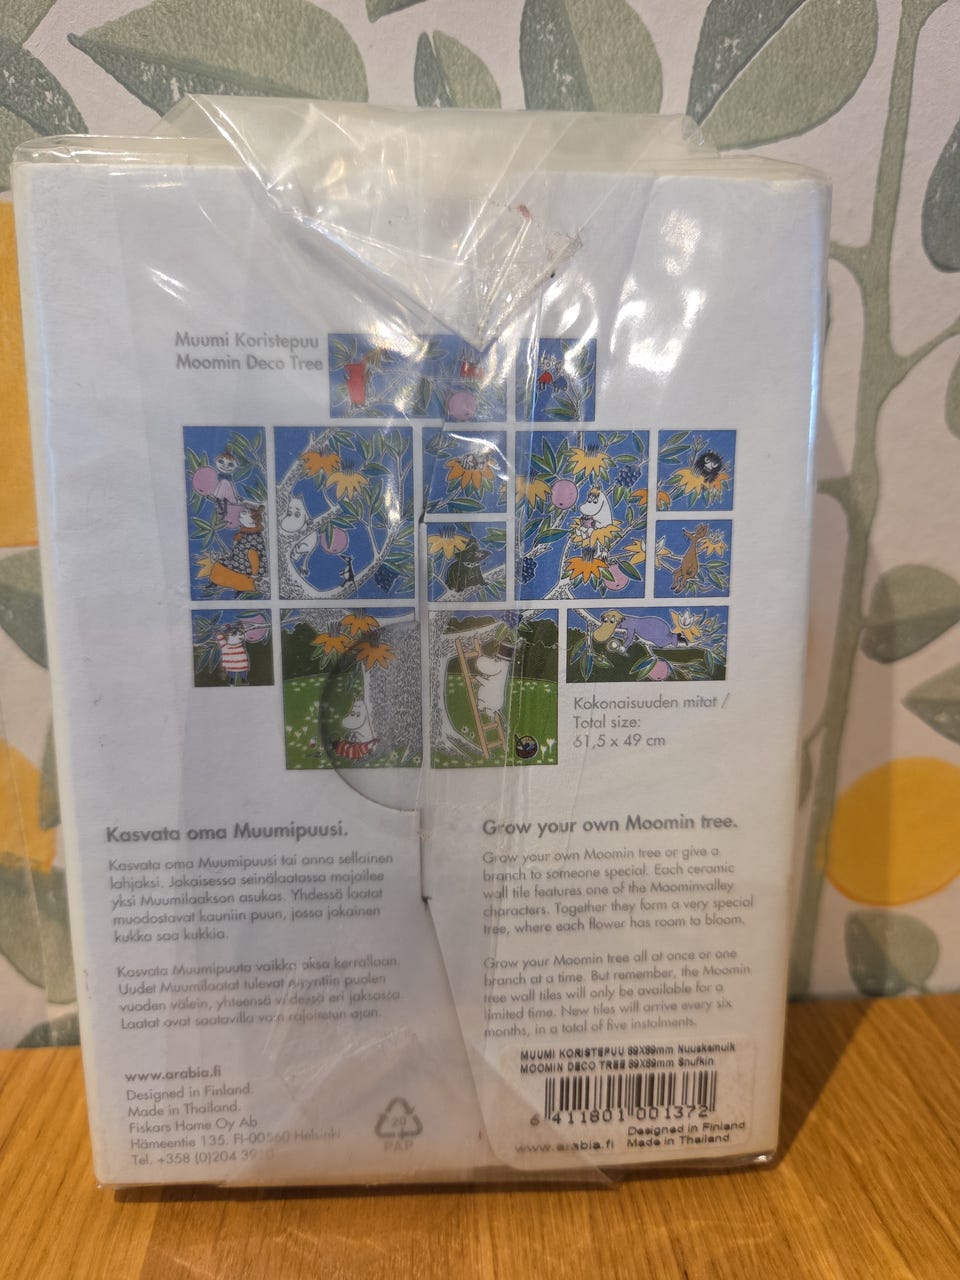 Muumi Koristepuu
Moomin Deco Tree
Kokonaisuuden mitat /
Total size:
61,5 x 49 cm
Kasvata oma Muumipuusi.
Kasvata oma Muumipuusi tai anna sellainen
lahjaksi. Jokaisessa seinälaatassa majailee
yksi Muumilaakson asukas. Yhdessä laatat
muodostavat kauniin puun, jossa jokainen
kukka saa kukkia.
Kasvata Muumipuuta vaikka oksa kerrallaan.
Uudet Muumilaatat tulevat myyntiin puolen
vuoden välein, yhteensä viidessä eri jaksossa.
Laatat ovat saatavilla vain rajoitetun ajan.
www.arabia.fi
Designed in Finland.
Made in Thailand.
Fiskars Home Oy Ab
Hämeentie 135, FI-00560 Helsinki
Tel. +358 (0)204 3910
20
PAP
Grow your own Moomin tree.
Grow your own Moomin tree or give a
branch to someone special. Each ceramic
wall tile features one of the Moominvalley
characters. Together they form a very special
tree, where each flower has room to bloom.
Grow your Moomin tree all at once or one
branch at a time. But remember, the Moomin
tree wall tiles will only be available for a
limited time. New tiles will arrive every six
months, in a total of five instalments.
MUUMI KORISTEPUU 89X89mm Nuuskamuik
MOOMIN DECO TREE 89X89mm Snufkin
6 411801 001372
Designed in Finland
www.arabia.fi Made in Thailand